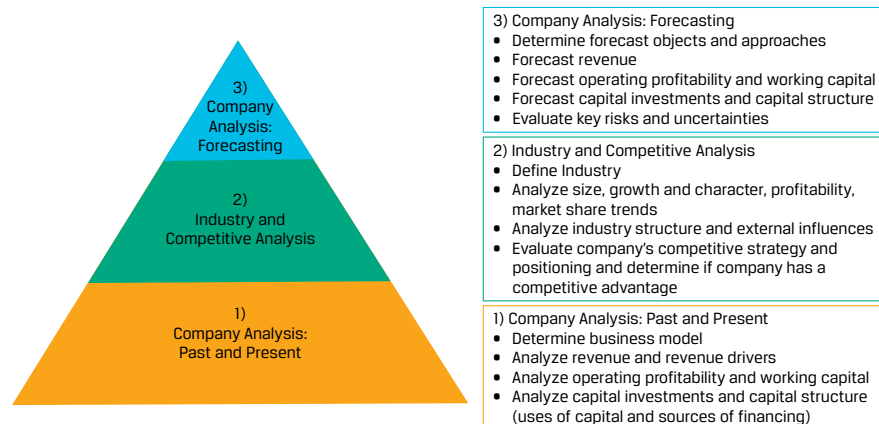 3)
Company
Analysis:
Forecasting
2)
Industry and
Competitive Analysis
1)
Company Analysis:
Past and Present
3) Company Analysis: Forecasting
• Determine forecast objects and approaches
• Forecast revenue
• Forecast operating profitability and working capital
• Forecast capital investments and capital structure
• Evaluate key risks and uncertainties
2) Industry and Competitive Analysis
• Define Industry
• Analyze size, growth and character, profitability,
market share trends
• Analyze industry structure and external influences
• Evaluate company's competitive strategy and
positioning and determine if company has a
competitive advantage
1) Company Analysis: Past and Present
• Determine business model
• Analyze revenue and revenue drivers
• Analyze operating profitability and working capital
• Analyze capital investments and capital structure
(uses of capital and sources of financing)